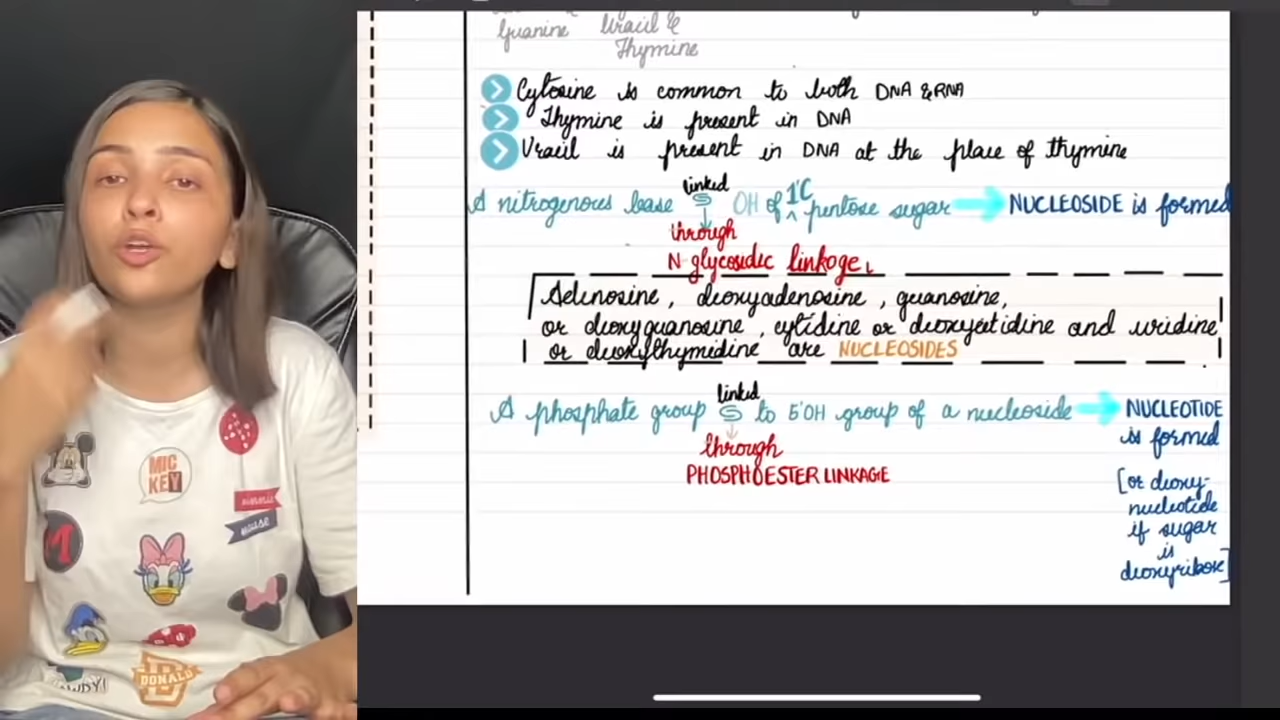 Guanine Uracil &
Thymine
Cytosine is common to both DNA & RNA
Thymine is present in DNA
Uracil is present in DNA at the place of thymine
linked
A nitrogenous base OH of 1'C pentose sugar NUCLEOSIDE is formed
through
N-glycosidic linkage
Adenosine, deoxyadenosine, guanosine,
or deoxyguanosine, cytidine or deoxycytidine and uridine
or deoxythymidine are NUCLEOSIDES
linked
A phosphate group to 5'OH group of a nucleoside NUCLEOTIDE
is formed
through
PHOSPHOESTER LINKAGE
[or deoxy-
nucleotide
if sugar
is
deoxyribose]
MIC
KEY
M
minnie
mouse
DONALD